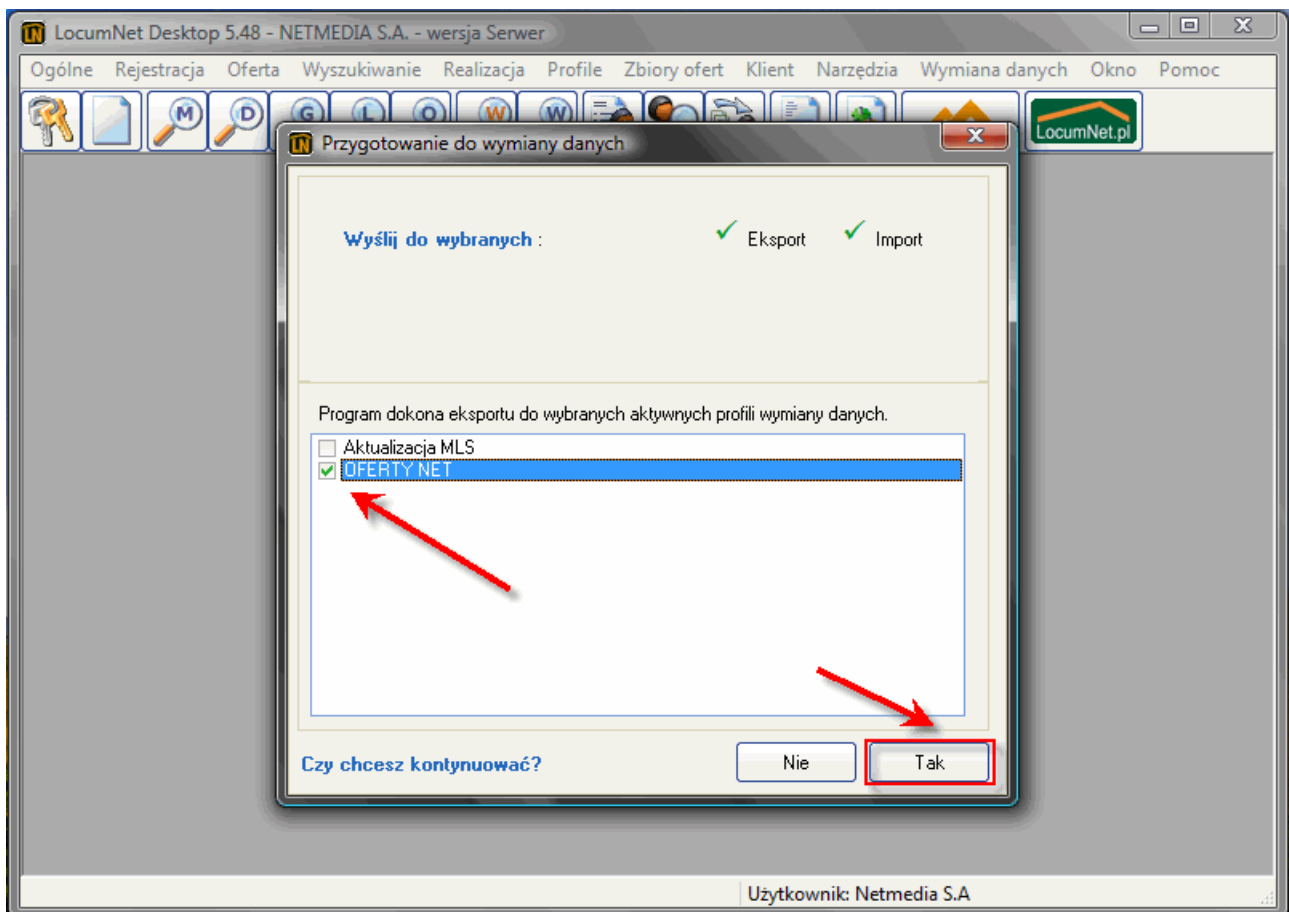 LocumNet Desktop 5.48 - NETMEDIA S.A. - wersja Serwer
Ogólne Rejestracja Oferta Wyszukiwanie Realizacja Profile Zbiory ofert Klient Narzędzia Wymiana danych Okno Pomoc
M D G L O W W LocumNet.pl
Przygotowanie do wymiany danych
Wyślij do wybranych : Eksport Import
Program dokona eksportu do wybranych aktywnych profili wymiany danych.
Aktualizacja MLS
OFERTY NET
Czy chcesz kontynuować? Nie Tak
Użytkownik: Netmedia S.A